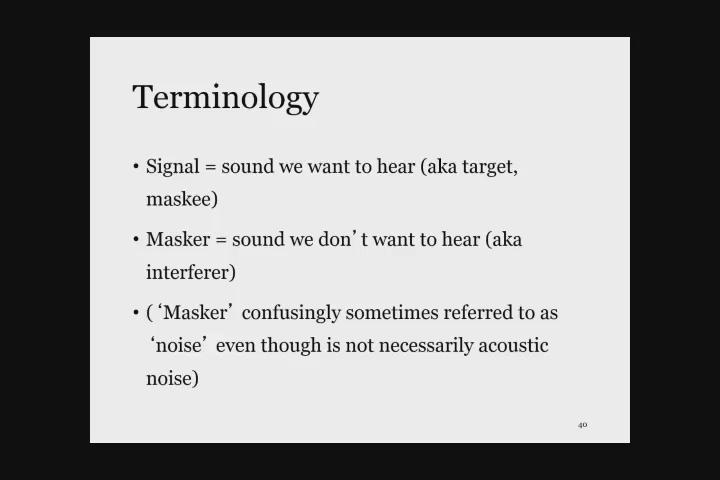 Terminology
• Signal = sound we want to hear (aka target,
maskee)
• Masker = sound we don’t want to hear (aka
interferer)
• (‘Masker’ confusingly sometimes referred to as
‘noise’ even though is not necessarily acoustic
noise)
40